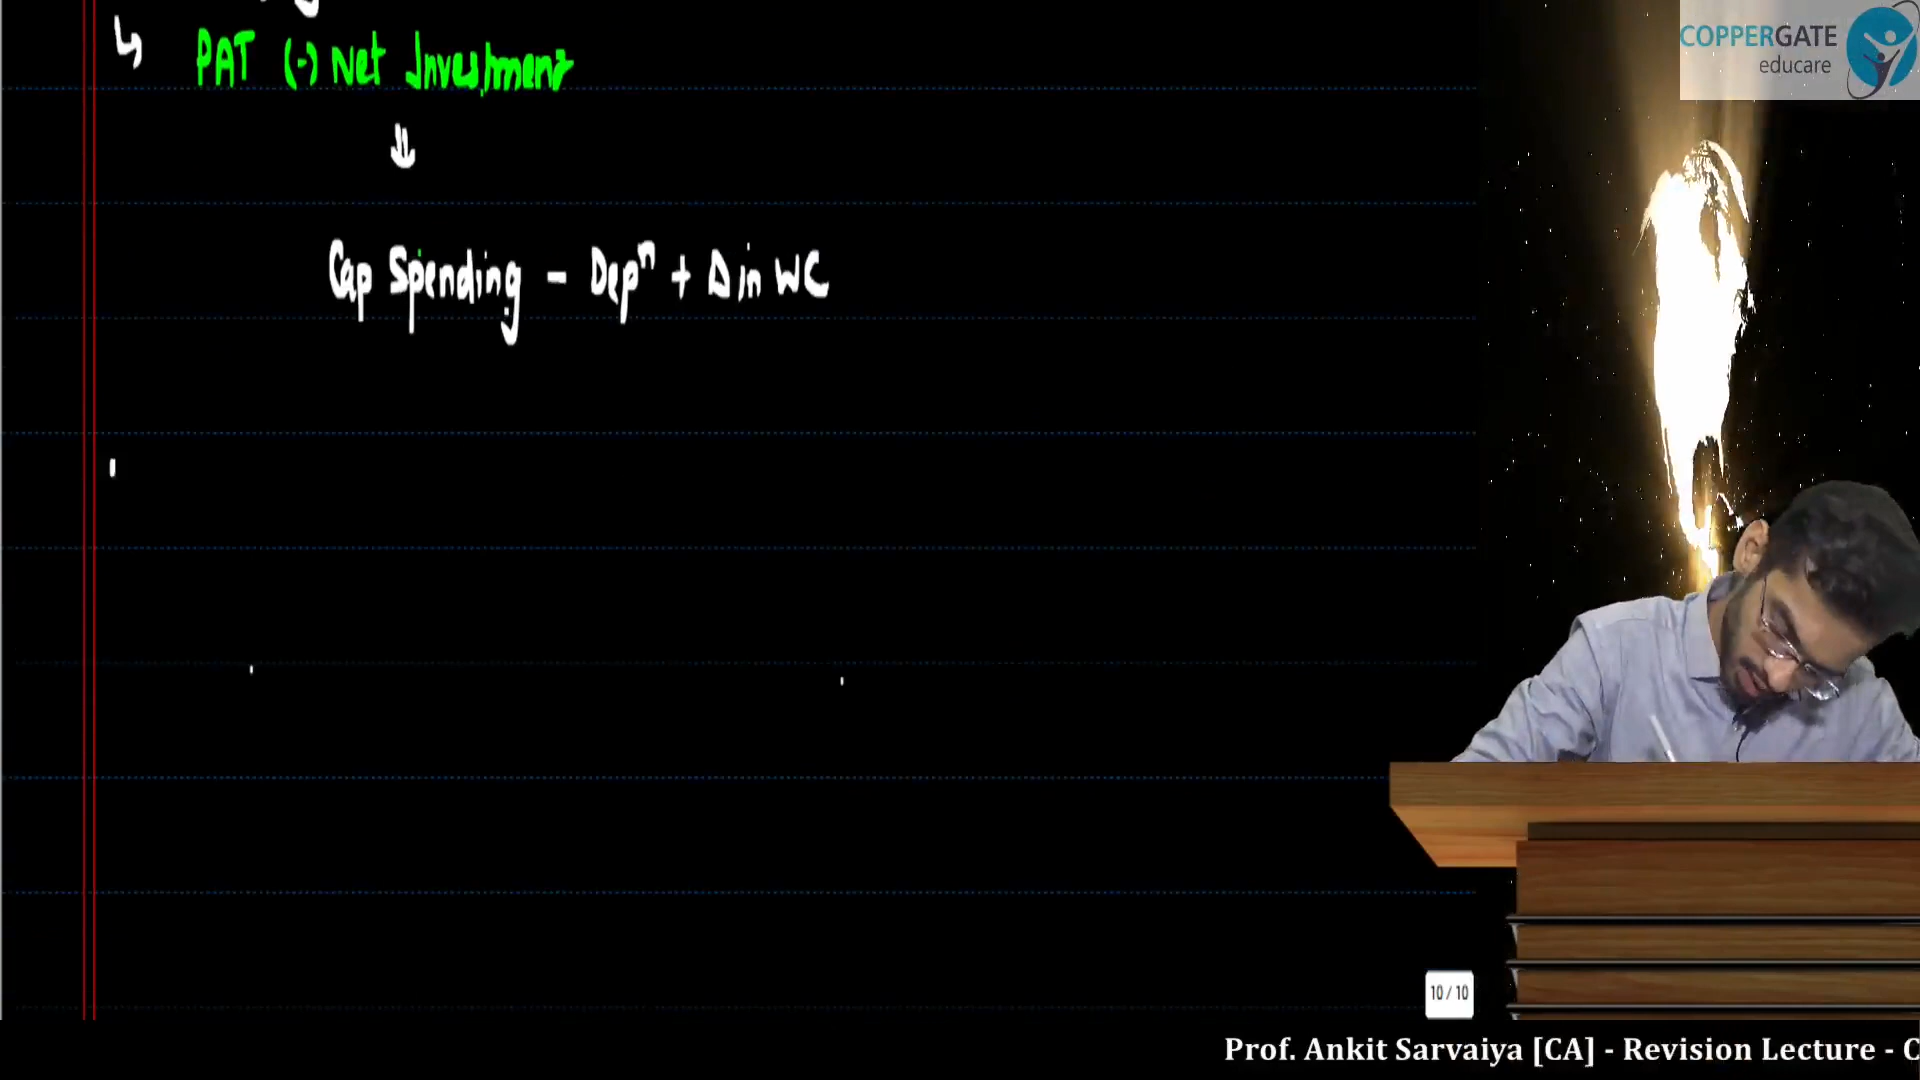 COPPERGATE
educare
↳ PAT (-) Net Investment
⇓
Cap Spending - Depⁿ + Δ in WC
10 / 10
Prof. Ankit Sarvaiya [CA] - Revision Lecture - C